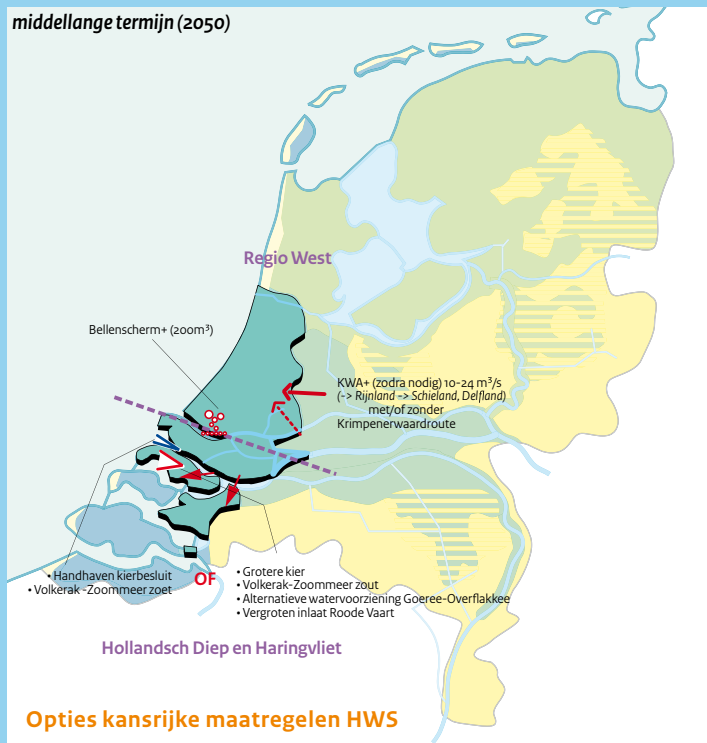 middellange termijn (2050)
Regio West
Bellenscherm+ (200m³)
KWA+ (zodra nodig) 10-24 m³/s
(-> Rijnland -> Schieland, Delfland)
met/of zonder
Krimpenerwaardroute
• Handhaven kierbesluit
• Volkerak -Zoommeer zoet
OF
• Grotere kier
• Volkerak-Zoommeer zout
• Alternatieve watervoorziening Goeree-Overflakkee
• Vergroten inlaat Roode Vaart
Hollandsch Diep en Haringvliet
Opties kansrijke maatregelen HWS